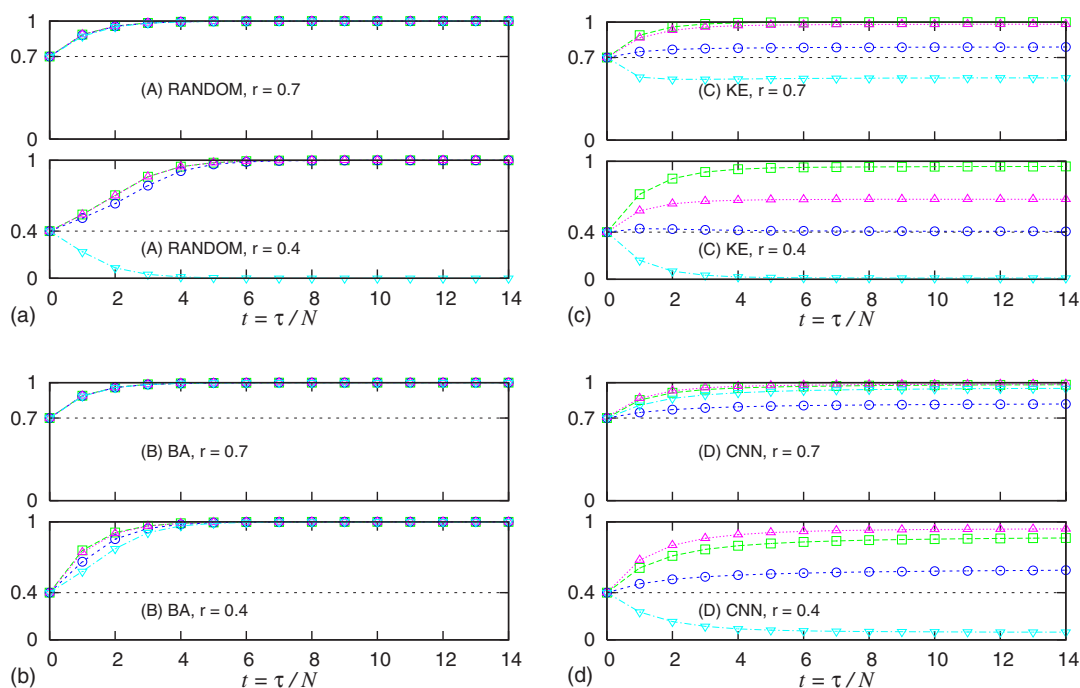 1
0.7
(A) RANDOM, r = 0.7
0
1
0.4
(A) RANDOM, r = 0.4
0
0 2 4 6 8 10 12 14
(a)
t = τ / N
1
0.7
(C) KE, r = 0.7
0
1
0.4
(C) KE, r = 0.4
0
0 2 4 6 8 10 12 14
(c)
t = τ / N
1
0.7
(B) BA, r = 0.7
0
1
0.4
(B) BA, r = 0.4
0
0 2 4 6 8 10 12 14
(b)
t = τ / N
1
0.7
(D) CNN, r = 0.7
0
1
0.4
(D) CNN, r = 0.4
0
0 2 4 6 8 10 12 14
(d)
t = τ / N